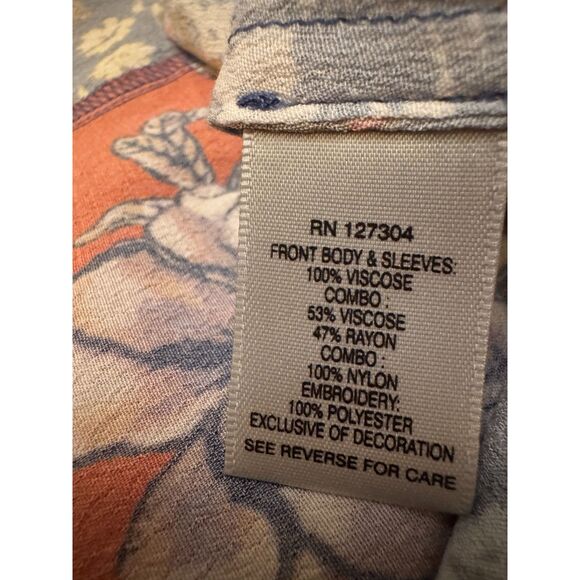 RN 127304
FRONT BODY & SLEEVES:
100% VISCOSE
COMBO :
53% VISCOSE
47% RAYON
COMBO :
100% NYLON
EMBROIDERY:
100% POLYESTER
EXCLUSIVE OF DECORATION
SEE REVERSE FOR CARE